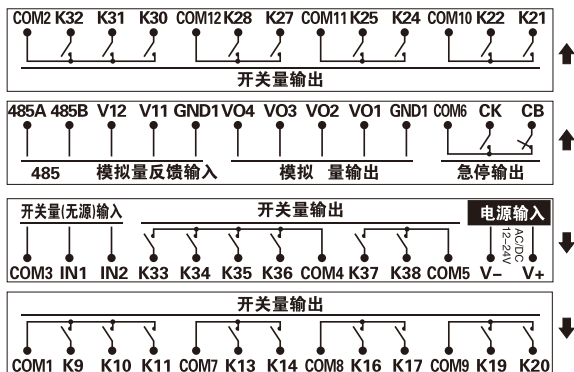 COM2 K32 K31 K30 COM12 K28 K27 COM11 K25 K24 COM10 K22 K21
开关量输出
485A 485B V12 V11 GND1 VO4 VO3 VO2 VO1 GND1 COM6 CK CB
485 模拟量反馈输入 模拟 量输出 急停输出
开关量(无源)输入 开关量输出 电源输入
AC/DC
12-24V
COM3 IN1 IN2 K33 K34 K35 K36 COM4 K37 K38 COM5 V- V+
开关量输出
COM1 K9 K10 K11 COM7 K13 K14 COM8 K16 K17 COM9 K19 K20